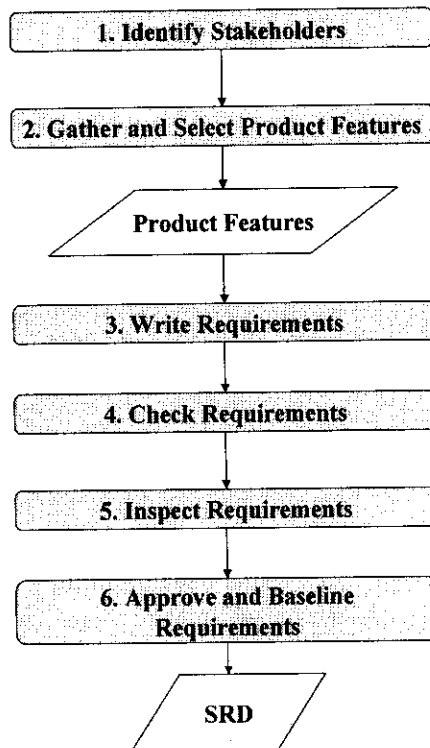 1. Identify Stakeholders
2. Gather and Select Product Features
Product Features
3. Write Requirements
4. Check Requirements
5. Inspect Requirements
6. Approve and Baseline
Requirements
SRD